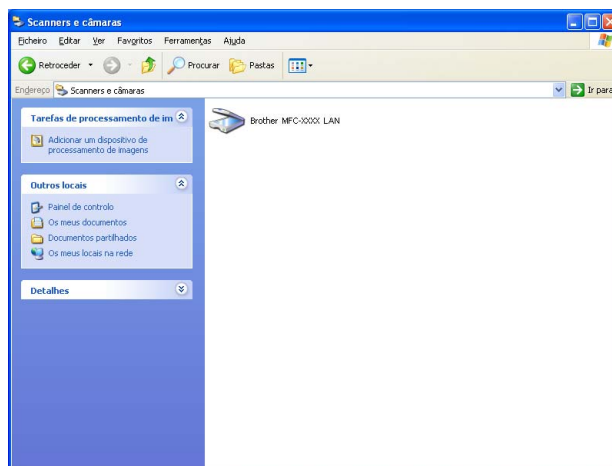 Scanners e câmaras
Ficheiro Editar Ver Favoritos Ferramentas Ajuda
Retroceder Procurar Pastas
Endereço Scanners e câmaras Ir para
Tarefas de processamento de im
Adicionar um dispositivo de
processamento de imagens
Brother MFC-XXXX LAN
Outros locais
Painel de controlo
Os meus documentos
Documentos partilhados
Os meus locais na rede
Detalhes